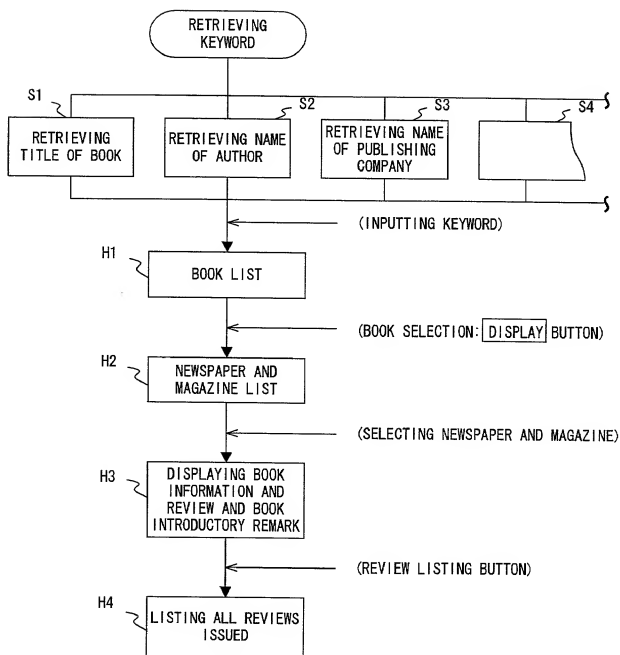 RETRIEVING
KEYWORD
S1
S2
S3
S4
RETRIEVING
TITLE OF BOOK
RETRIEVING NAME
OF AUTHOR
RETRIEVING NAME
OF PUBLISHING
COMPANY
(INPUTTING KEYWORD)
H1
BOOK LIST
(BOOK SELECTION: DISPLAY BUTTON)
H2
NEWSPAPER AND
MAGAZINE LIST
(SELECTING NEWSPAPER AND MAGAZINE)
H3
DISPLAYING BOOK
INFORMATION AND
REVIEW AND BOOK
INTRODUCTORY REMARK
(REVIEW LISTING BUTTON)
H4
LISTING ALL REVIEWS
ISSUED